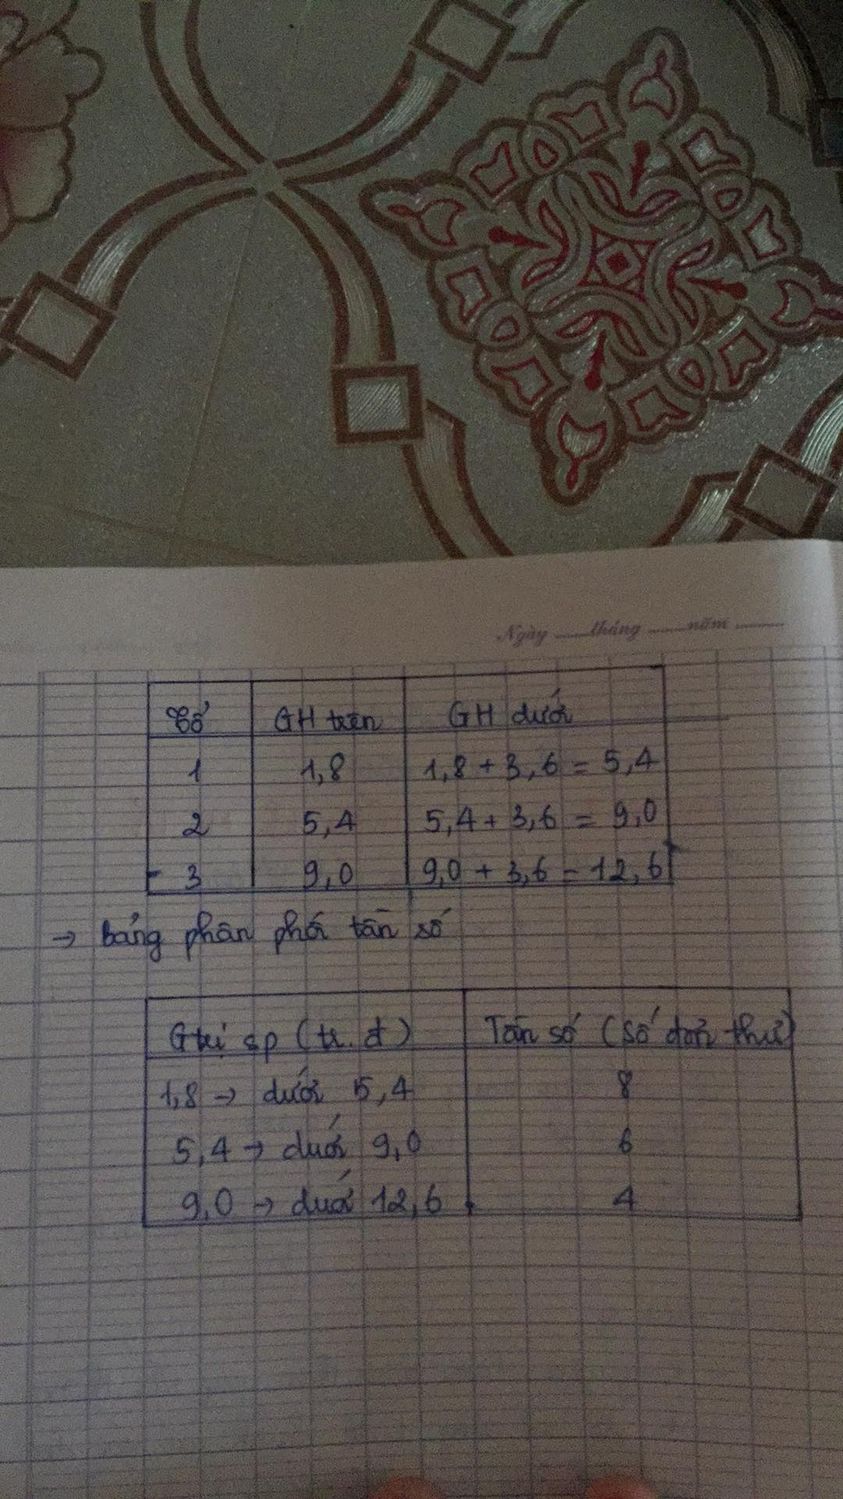 Ngày ......tháng ......năm ........
Tổ GH trên GH dưới
1 1,8 1,8 + 3,6 = 5,4
2 5,4 5,4 + 3,6 = 9,0
3 9,0 9,0 + 3,6 = 12,6
→ bảng phân phối tần số
Gtrị sp (tr.đ) Tần số (số đơn thư)
1,8 → dưới 5,4 8
5,4 → dưới 9,0 6
9,0 → dưới 12,6 4